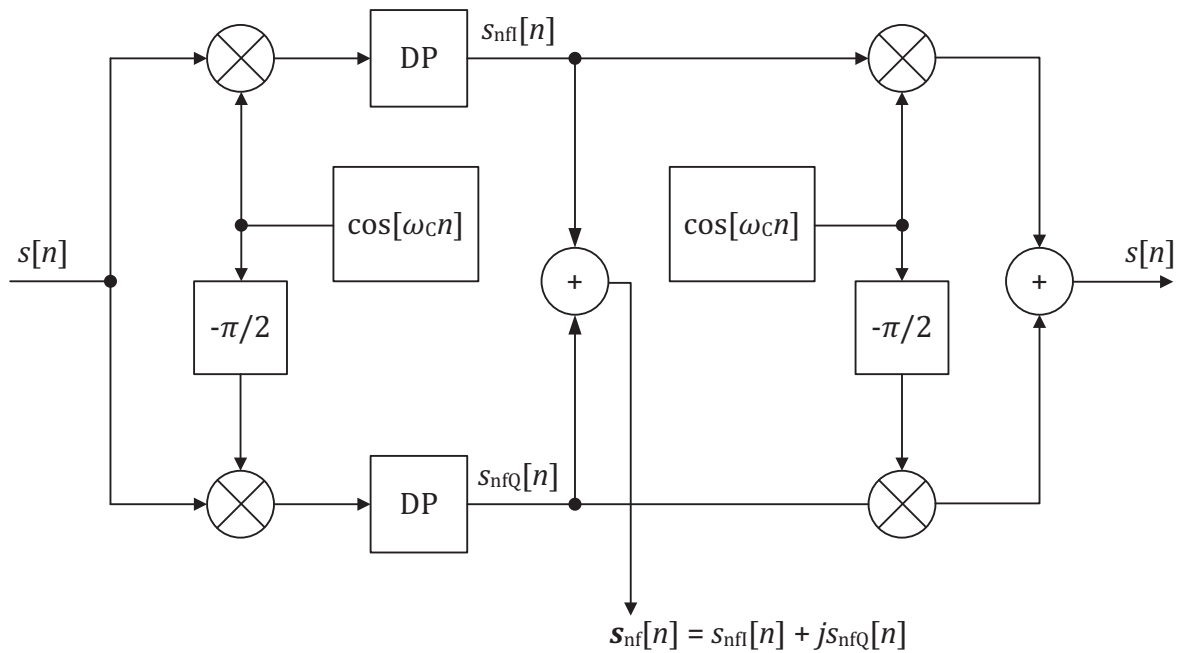 DP
s_nfI[n]
cos[ω_C n]
cos[ω_C n]
s[n]
+
+
s[n]
-π/2
-π/2
DP
s_nfQ[n]
s_nf[n] = s_nfI[n] + js_nfQ[n]